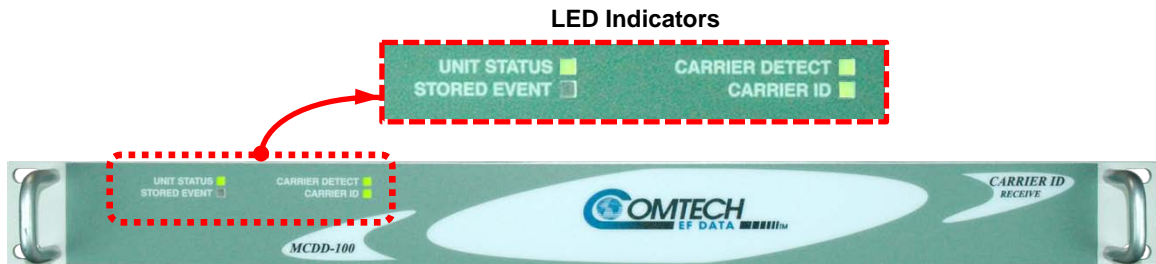 LED Indicators
UNIT STATUS
CARRIER DETECT
STORED EVENT
CARRIER ID
UNIT STATUS
CARRIER DETECT
STORED EVENT
CARRIER ID
MCDD-100
COMTECH
EF DATA
TM
CARRIER ID
RECEIVE